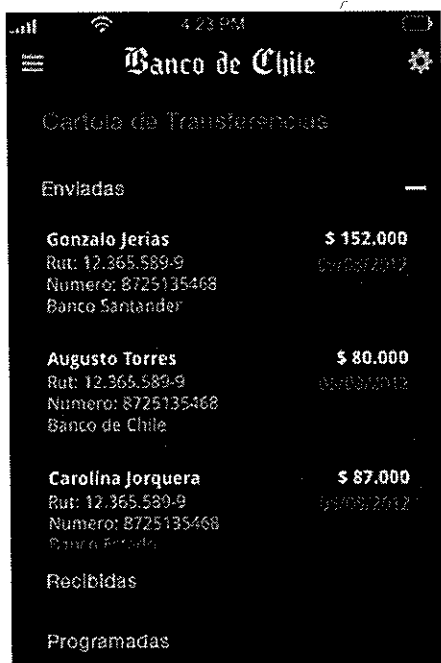 4:23 PM
Banco de Chile
Cartola de Transferencias
Enviadas
Gonzalo Jerias $ 152.000
Rut: 12.365.589-9
Numero: 8725135468
Banco Santander
Augusto Torres $ 80.000
Rut: 12.365.589-9
Numero: 8725135468
Banco de Chile
Carolina Jorquera $ 87.000
Rut: 12.365.589-9
Numero: 8725135468
Banco Estado
Recibidas
Programadas